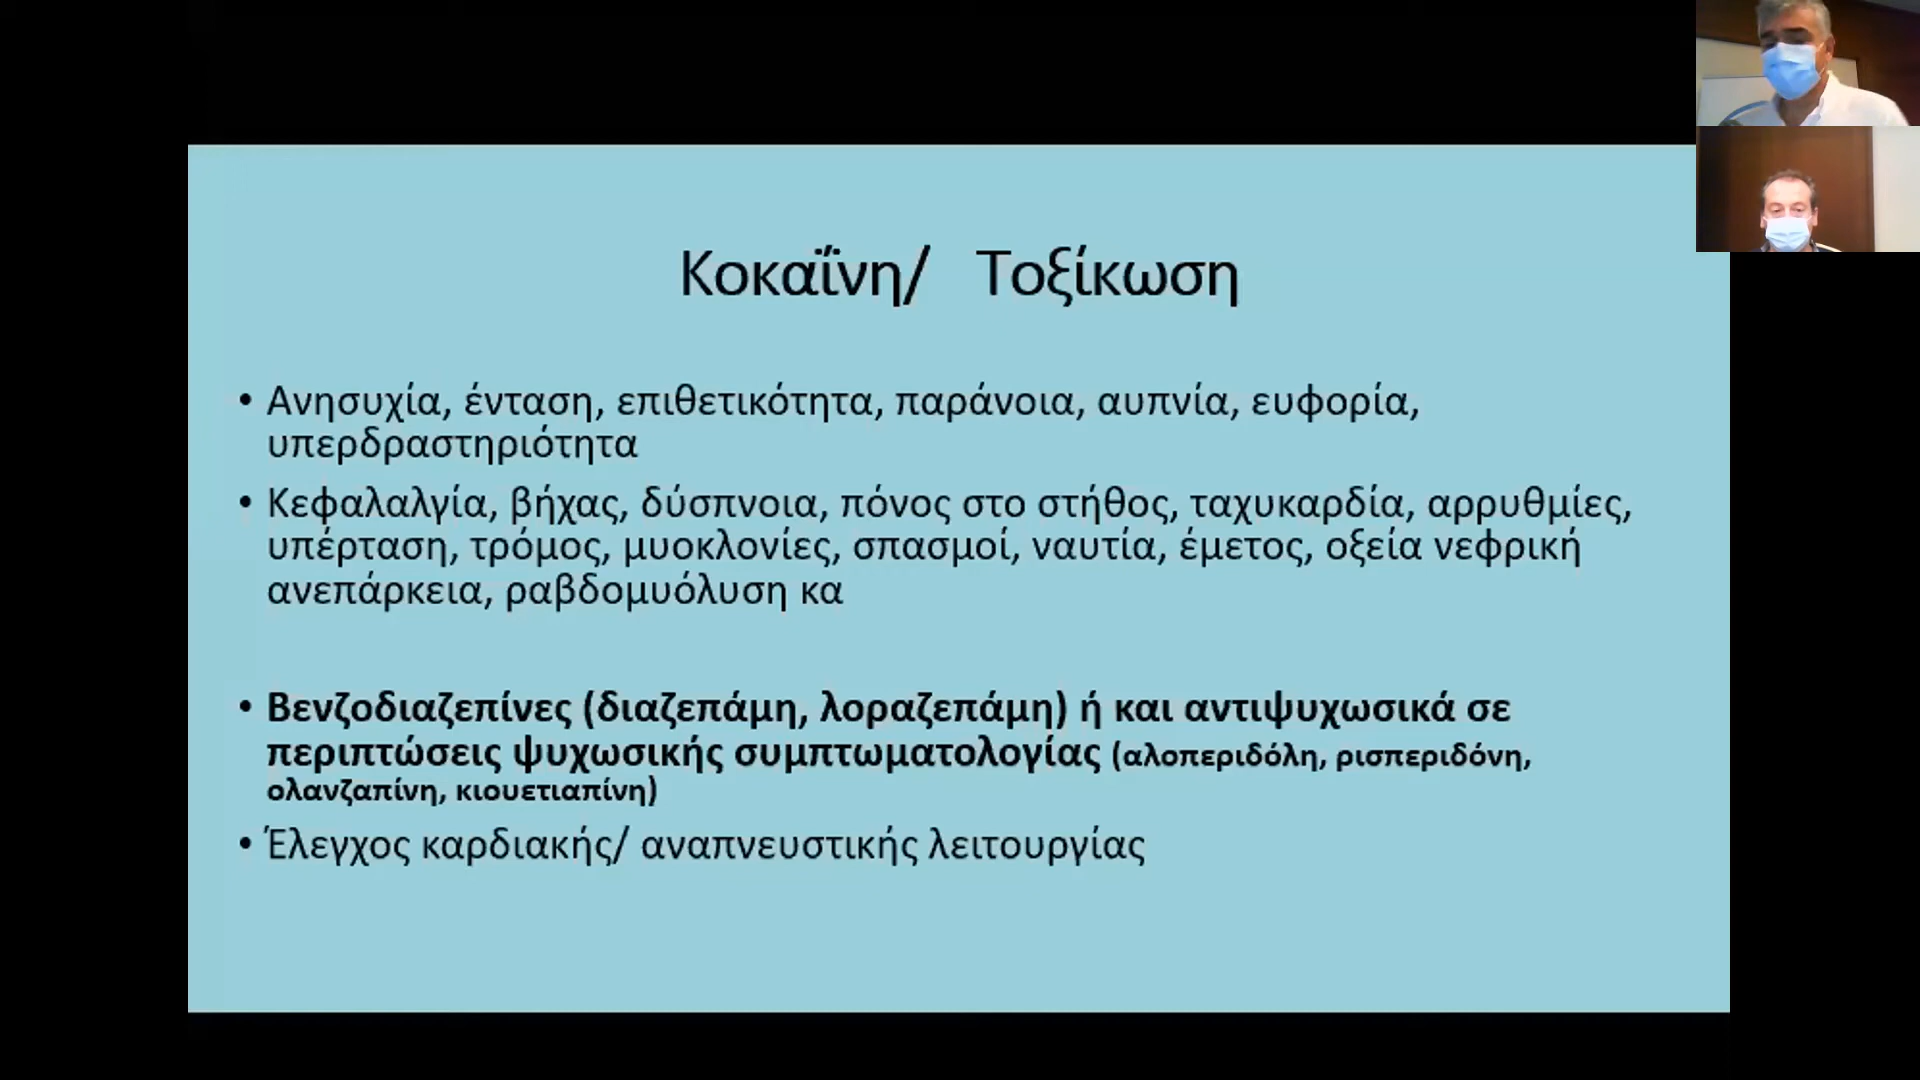 Κοκαΐνη/ Τοξίκωση
• Ανησυχία, ένταση, επιθετικότητα, παράνοια, αυπνία, ευφορία,
υπερδραστηριότητα
• Κεφαλαλγία, βήχας, δύσπνοια, πόνος στο στήθος, ταχυκαρδία, αρρυθμίες,
υπέρταση, τρόμος, μυοκλονίες, σπασμοί, ναυτία, έμετος, οξεία νεφρική
ανεπάρκεια, ραβδομυόλυση κα
• Βενζοδιαζεπίνες (διαζεπάμη, λοραζεπάμη) ή και αντιψυχωσικά σε
περιπτώσεις ψυχωσικής συμπτωματολογίας (αλοπεριδόλη, ρισπεριδόνη,
ολανζαπίνη, κιουετιαπίνη)
• Έλεγχος καρδιακής/ αναπνευστικής λειτουργίας